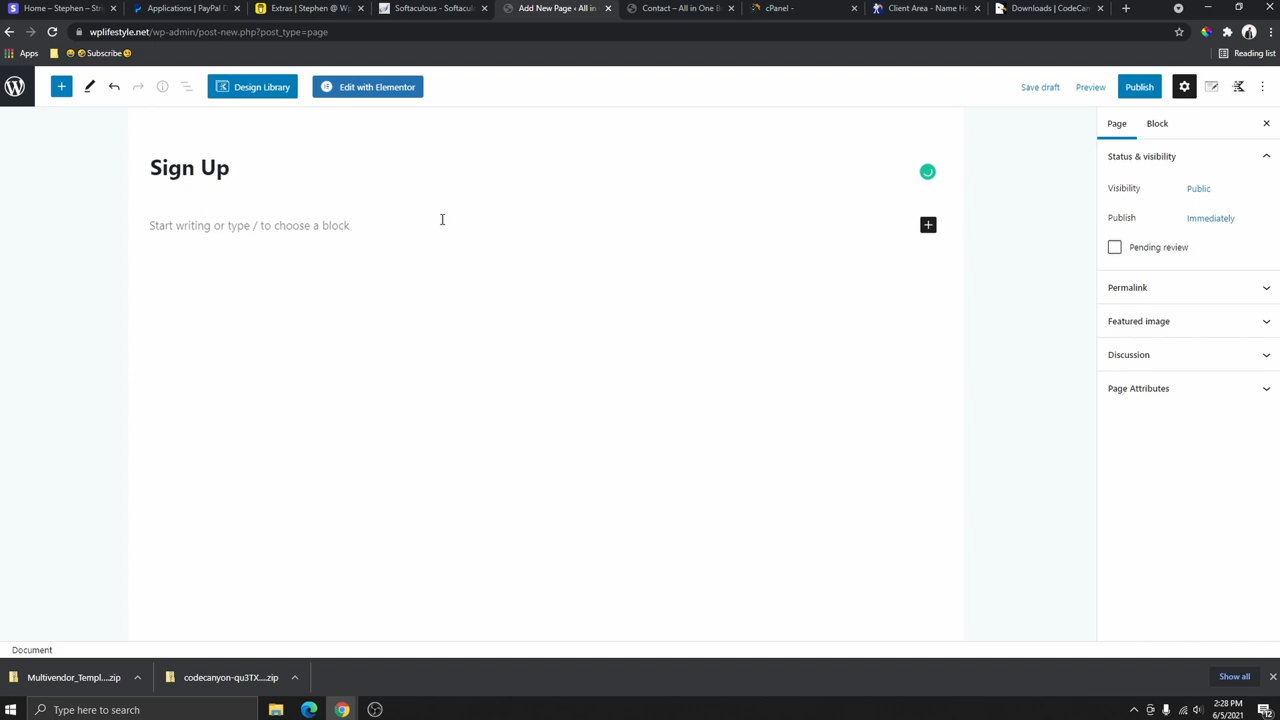 Home – Stephen – Str
Applications | PayPal D
Extras | Stephen @ Wp
Softaculous - Softacul
Add New Page ‹ All in
Contact – All in One B
cPanel -
Client Area - Name He
Downloads | CodeCan
wplifestyle.net/wp-admin/post-new.php?post_type=page
Apps
Subscribe
Reading list
Design Library
Edit with Elementor
Save draft
Preview
Publish
Page
Block
Sign Up
Start writing or type / to choose a block
Status & visibility
Visibility
Public
Publish
Immediately
Pending review
Permalink
Featured image
Discussion
Page Attributes
Document
Multivendor_Templ....zip
codecanyon-qu3TX....zip
Show all
Type here to search
2:28 PM
6/5/2021